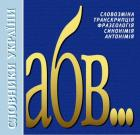 СЛОВНИКИ УКРАЇНИ
СЛОВОЗМІНА
ТРАНСКРИПЦІЯ
ФРАЗЕОЛОГІЯ
СИНОНІМІЯ
АНТОНІМІЯ
абв...